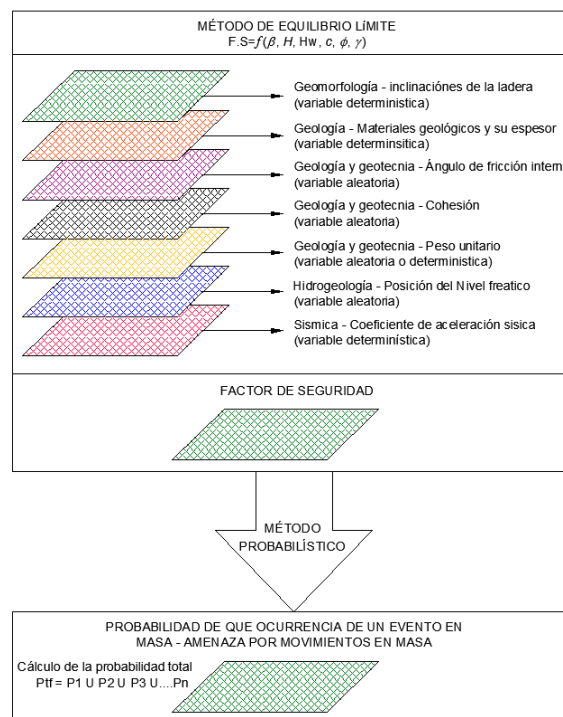 MÉTODO DE EQUILIBRIO LíMITE
F.S=f(β, H, Hw, c, ϕ, γ)
Geomorfología - inclinaciónes de la ladera
(variable deterministica)
Geología - Materiales geológicos y su espesor
(variable determinsitica)
Geología y geotecnia - Ángulo de fricción intern
(variable aleatoria)
Geología y geotecnia - Cohesión
(variable aleatoria)
Geología y geotecnia - Peso unitario
(variable aleatoria o deterministica)
Hidrogeología - Posición del Nivel freatico
(variable aleatoria)
Sismica - Coeficiente de aceleración sisica
(variable determinística)
FACTOR DE SEGURIDAD
MÉTODO
PROBABILÍSTICO
PROBABILIDAD DE QUE OCURRENCIA DE UN EVENTO EN
MASA - AMENAZA POR MOVIMIENTOS EN MASA
Cálculo de la probabilidad total
Ptf = P1 U P2 U P3 U....Pn